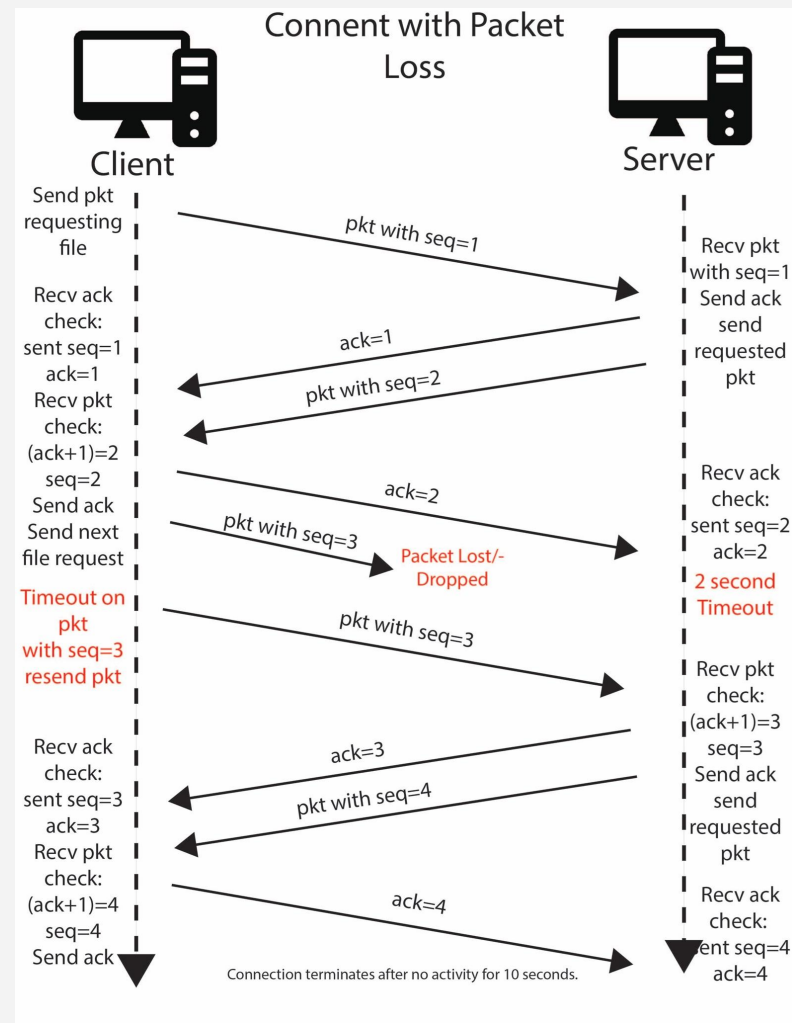 Connent with Packet
Loss
Client
Server
Send pkt
requesting
file
pkt with seq=1
Recv pkt
with seq=1
Send ack
send
requested
pkt
Recv ack
check:
sent seq=1
ack=1
Recv pkt
check:
(ack+1)=2
seq=2
Send ack
Send next
file request
ack=1
pkt with seq=2
ack=2
Recv ack
check:
sent seq=2
ack=2
pkt with seq=3
Packet Lost/-
Dropped
2 second
Timeout
Timeout on
pkt
with seq=3
resend pkt
pkt with seq=3
Recv pkt
check:
(ack+1)=3
seq=3
Send ack
send
requested
pkt
ack=3
pkt with seq=4
Recv ack
check:
sent seq=3
ack=3
Recv pkt
check:
(ack+1)=4
seq=4
Send ack
ack=4
Recv ack
check:
sent seq=4
ack=4
Connection terminates after no activity for 10 seconds.